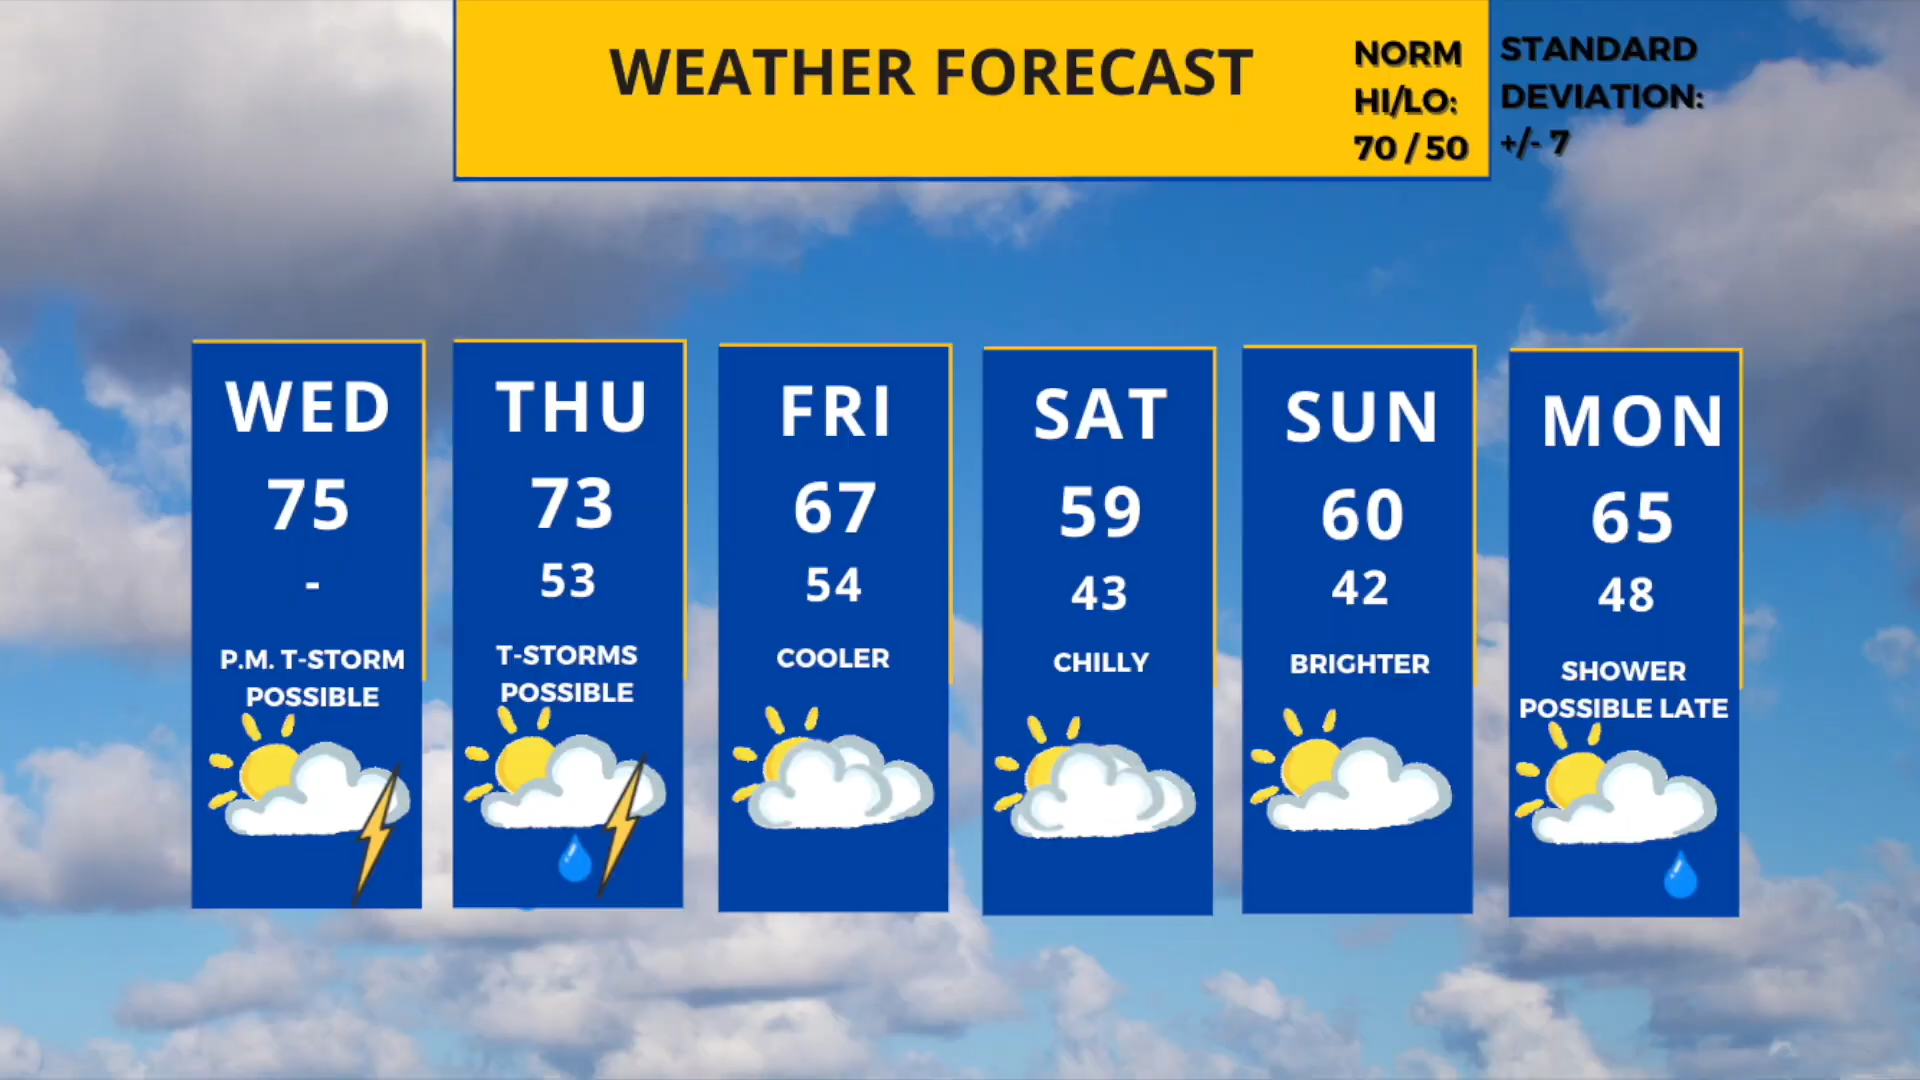 WEATHER FORECAST
NORM
HI/LO:
70 / 50
STANDARD
DEVIATION:
+/- 7
WED
75
-
P.M. T-STORM
POSSIBLE
THU
73
53
T-STORMS
POSSIBLE
FRI
67
54
COOLER
SAT
59
43
CHILLY
SUN
60
42
BRIGHTER
MON
65
48
SHOWER
POSSIBLE LATE